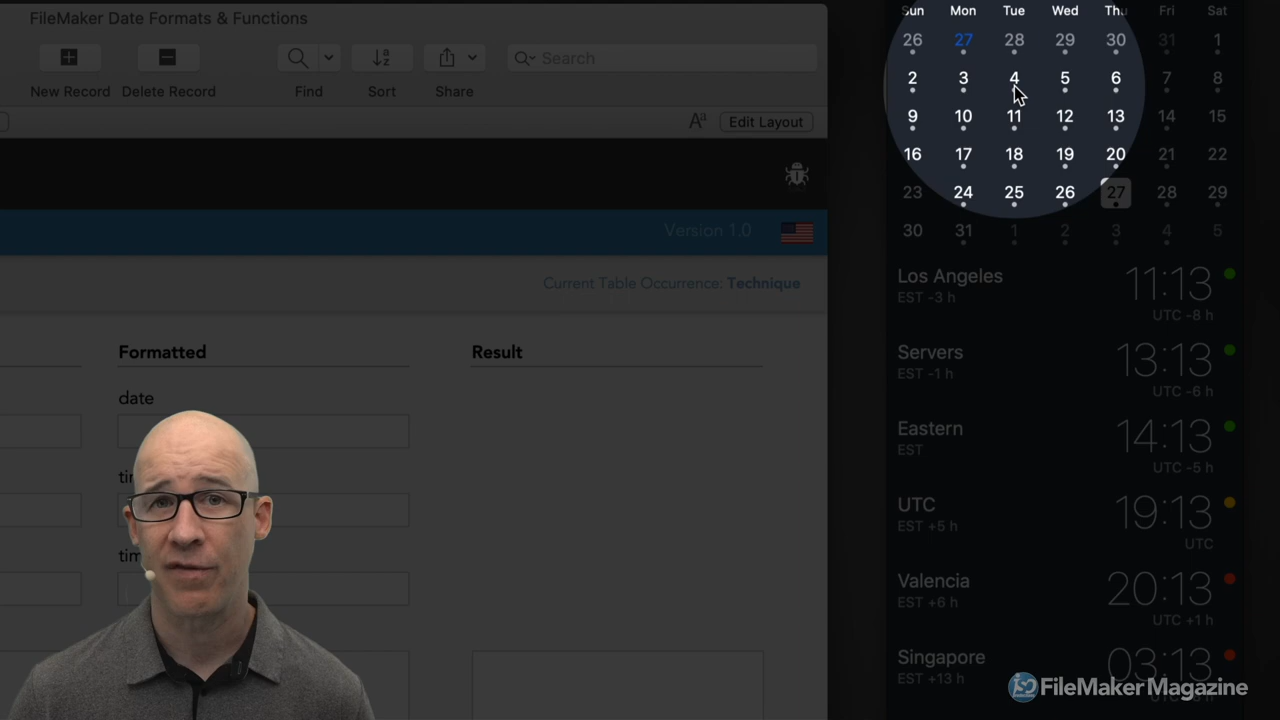 FileMaker Date Formats & Functions
New Record Delete Record Find Sort Share Search
Edit Layout
Version 1.0
Current Table Occurrence: Technique
Formatted Result
date
tim
tim
Sun Mon Tue Wed Thu Fri Sat
26 27 28 29 30 31 1
2 3 4 5 6 7 8
9 10 11 12 13 14 15
16 17 18 19 20 21 22
23 24 25 26 27 28 29
30 31 1 2 3 4 5
Los Angeles 11:13
EST -3 h UTC -8 h
Servers 13:13
EST -1 h UTC -6 h
Eastern 14:13
EST UTC -5 h
UTC 19:13
EST +5 h UTC
Valencia 20:13
EST +6 h UTC +1 h
Singapore 03:13
EST +13 h
FileMaker Magazine